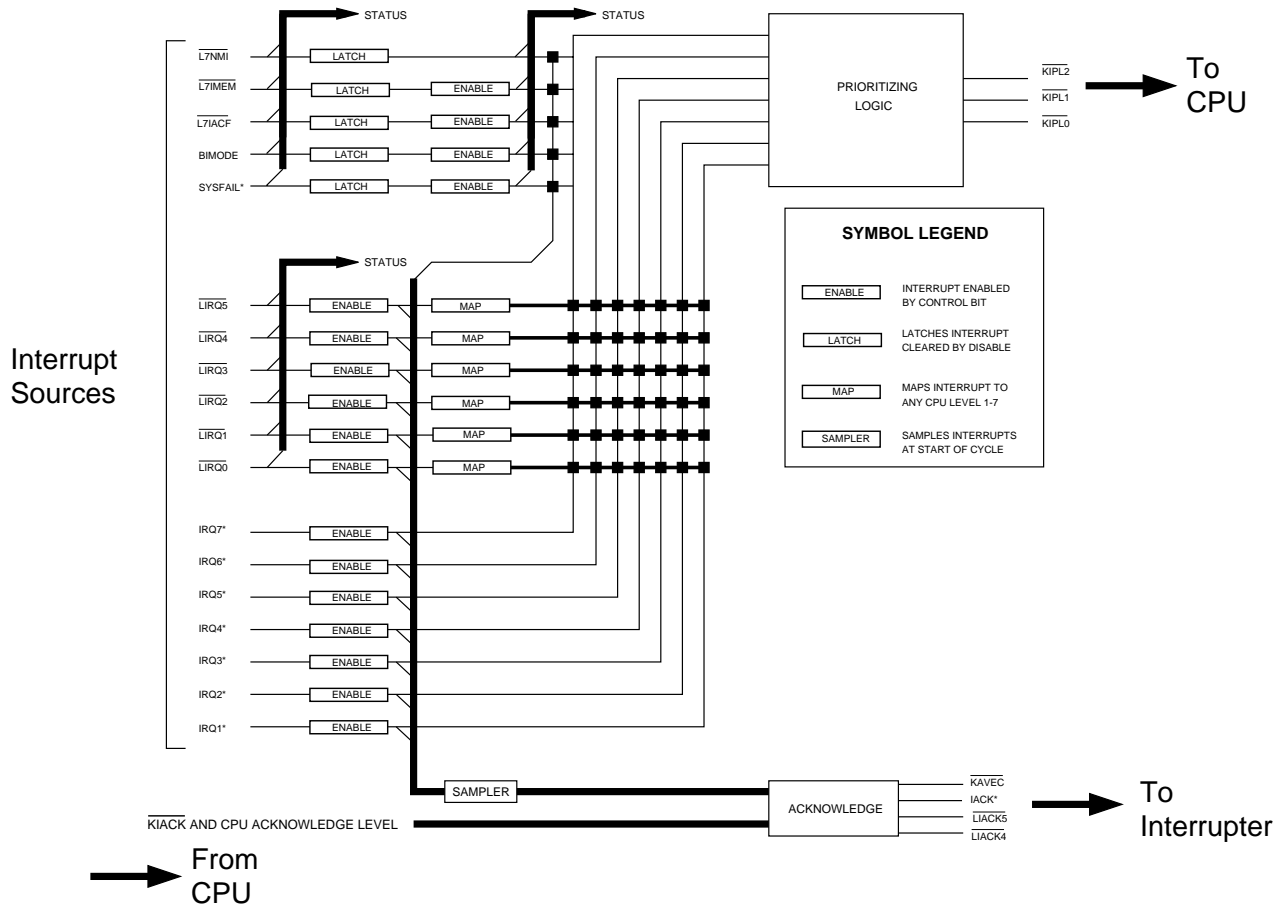 STATUS
STATUS
L7NMI
LATCH
L7IMEM
LATCH
ENABLE
L7IACF
LATCH
ENABLE
BIMODE
LATCH
ENABLE
SYSFAIL*
LATCH
ENABLE
PRIORITIZING
LOGIC
KIPL2
KIPL1
KIPL0
To
CPU
STATUS
LIRQ5
ENABLE
MAP
LIRQ4
ENABLE
MAP
LIRQ3
ENABLE
MAP
LIRQ2
ENABLE
MAP
LIRQ1
ENABLE
MAP
LIRQ0
ENABLE
MAP
Interrupt
Sources
SYMBOL LEGEND
ENABLE
INTERRUPT ENABLED
BY CONTROL BIT
LATCH
LATCHES INTERRUPT
CLEARED BY DISABLE
MAP
MAPS INTERRUPT TO
ANY CPU LEVEL 1-7
SAMPLER
SAMPLES INTERRUPTS
AT START OF CYCLE
IRQ7*
ENABLE
IRQ6*
ENABLE
IRQ5*
ENABLE
IRQ4*
ENABLE
IRQ3*
ENABLE
IRQ2*
ENABLE
IRQ1*
ENABLE
SAMPLER
ACKNOWLEDGE
KAVEC
IACK*
LIACK5
LIACK4
To
Interrupter
KIACK AND CPU ACKNOWLEDGE LEVEL
From
CPU